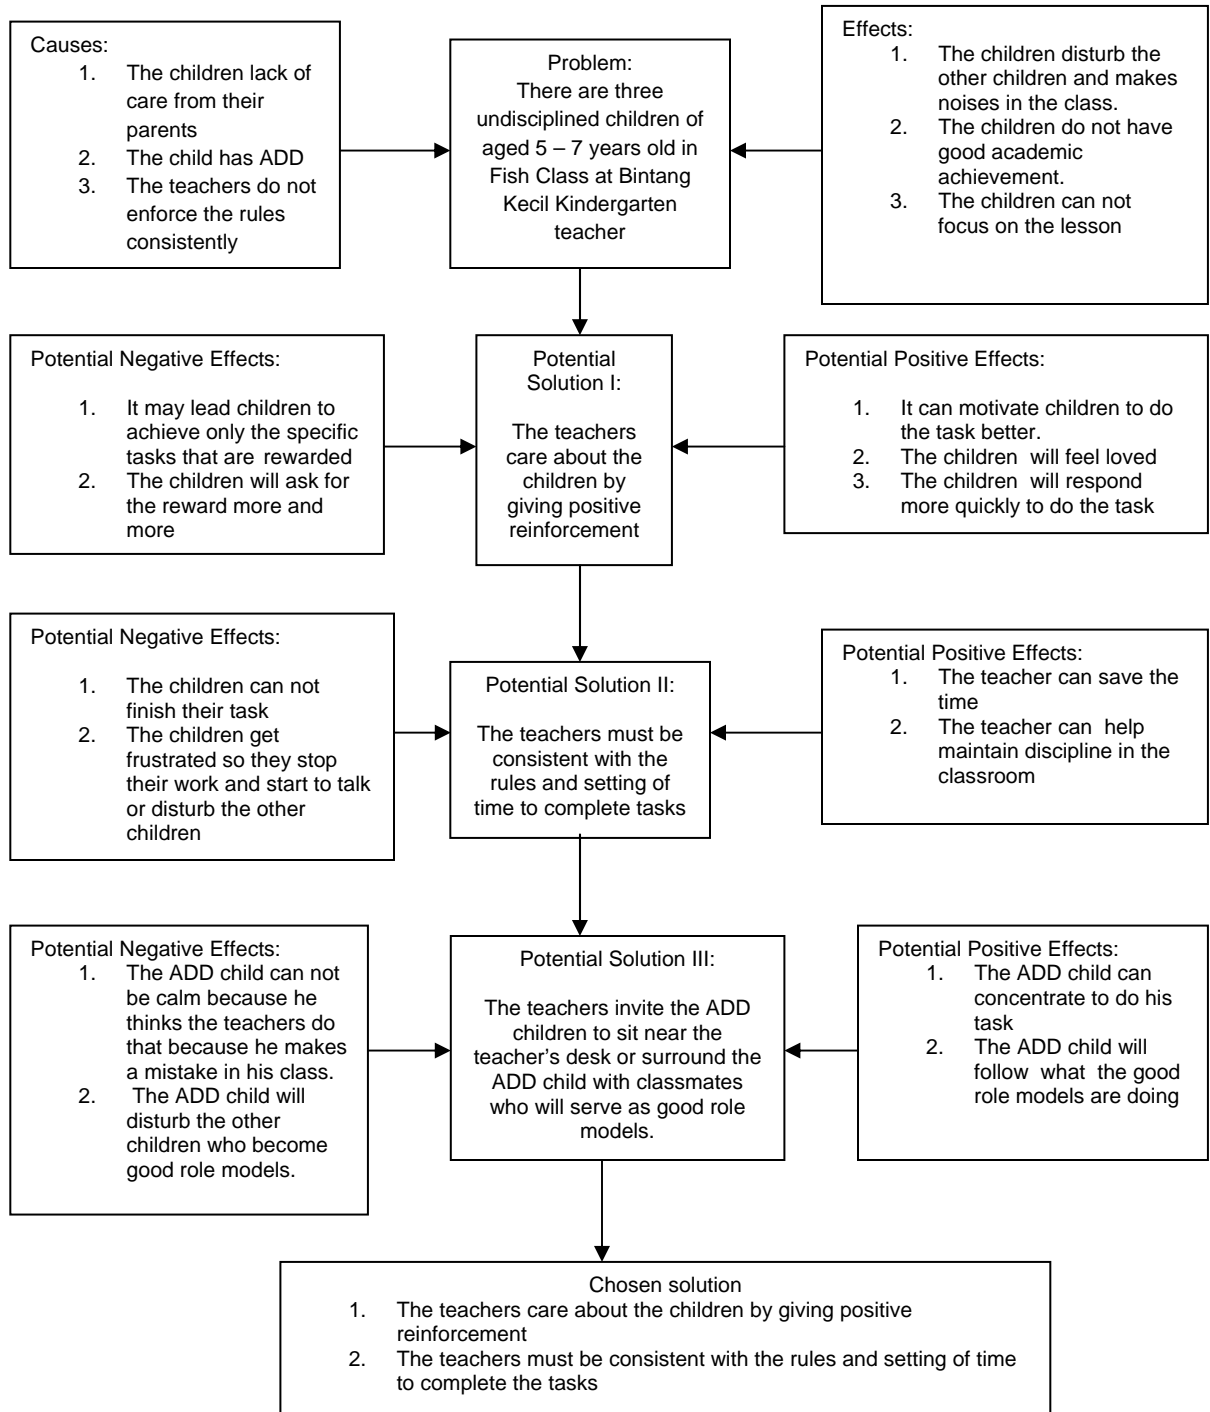 Causes:
1. The children lack of
care from their
parents
2. The child has ADD
3. The teachers do not
enforce the rules
consistently
Problem:
There are three
undisciplined children of
aged 5 – 7 years old in
Fish Class at Bintang
Kecil Kindergarten
teacher
Effects:
1. The children disturb the
other children and makes
noises in the class.
2. The children do not have
good academic
achievement.
3. The children can not
focus on the lesson
Potential Negative Effects:
1. It may lead children to
achieve only the specific
tasks that are rewarded
2. The children will ask for
the reward more and
more
Potential
Solution I:
The teachers
care about the
children by
giving positive
reinforcement
Potential Positive Effects:
1. It can motivate children to do
the task better.
2. The children will feel loved
3. The children will respond
more quickly to do the task
Potential Negative Effects:
1. The children can not
finish their task
2. The children get
frustrated so they stop
their work and start to talk
or disturb the other
children
Potential Solution II:
The teachers must be
consistent with the
rules and setting of
time to complete tasks
Potential Positive Effects:
1. The teacher can save the
time
2. The teacher can help
maintain discipline in the
classroom
Potential Negative Effects:
1. The ADD child can not
be calm because he
thinks the teachers do
that because he makes
a mistake in his class.
2. The ADD child will
disturb the other
children who become
good role models.
Potential Solution III:
The teachers invite the ADD
children to sit near the
teacher’s desk or surround the
ADD child with classmates
who will serve as good role
models.
Potential Positive Effects:
1. The ADD child can
concentrate to do his
task
2. The ADD child will
follow what the good
role models are doing
Chosen solution
1. The teachers care about the children by giving positive
reinforcement
2. The teachers must be consistent with the rules and setting of time
to complete the tasks